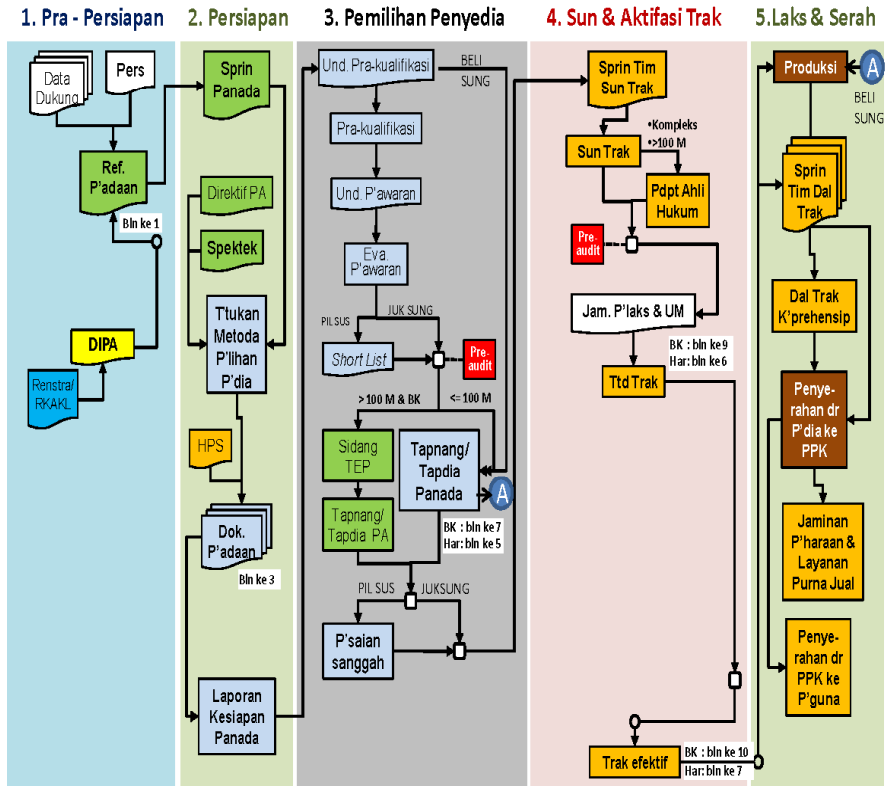 1. Pra - Persiapan
2. Persiapan
3. Pemilihan Penyedia
4. Sun & Aktifasi Trak
5.Laks & Serah
Data
Dukung
Pers
Ref.
P'adaan
Bln ke 1
DIPA
Renstra/
RKAKL
Sprin
Panada
Direktif PA
Spektek
T'tukan
Metoda
P'lihan
P'dia
HPS
Dok.
P'adaan
Bln ke 3
Laporan
Kesiapan
Panada
Und. Pra-kualifikasi
BELI
SUNG
Pra-kualifikasi
Und. P'awaran
Eva.
P'awaran
PIL SUS
JUK SUNG
Short List
Pre-
audit
> 100 M & BK
<= 100 M
Sidang
TEP
Tapnang/
Tapdia PA
Tapnang/
Tapdia
Panada
A
BK : bln ke 7
Har: bln ke 5
PIL SUS
JUKSUNG
P'saian
sanggah
Sprin Tim
Sun Trak
•Kompleks
•>100 M
Sun Trak
Pdpt Ahli
Hukum
Pre-
audit
Jam. P'laks & UM
BK : bln ke 9
Har: bln ke 6
Ttd Trak
Trak efektif
BK : bln ke 10
Har: bln ke 7
Produksi
A
BELI
SUNG
Sprin
Tim Dal
Trak
Dal Trak
K'prehensip
Penye-
rahan dr
P'dia ke
PPK
Jaminan
P'haraan &
Layanan
Purna Jual
Penye-
rahan dr
PPK ke
P'guna